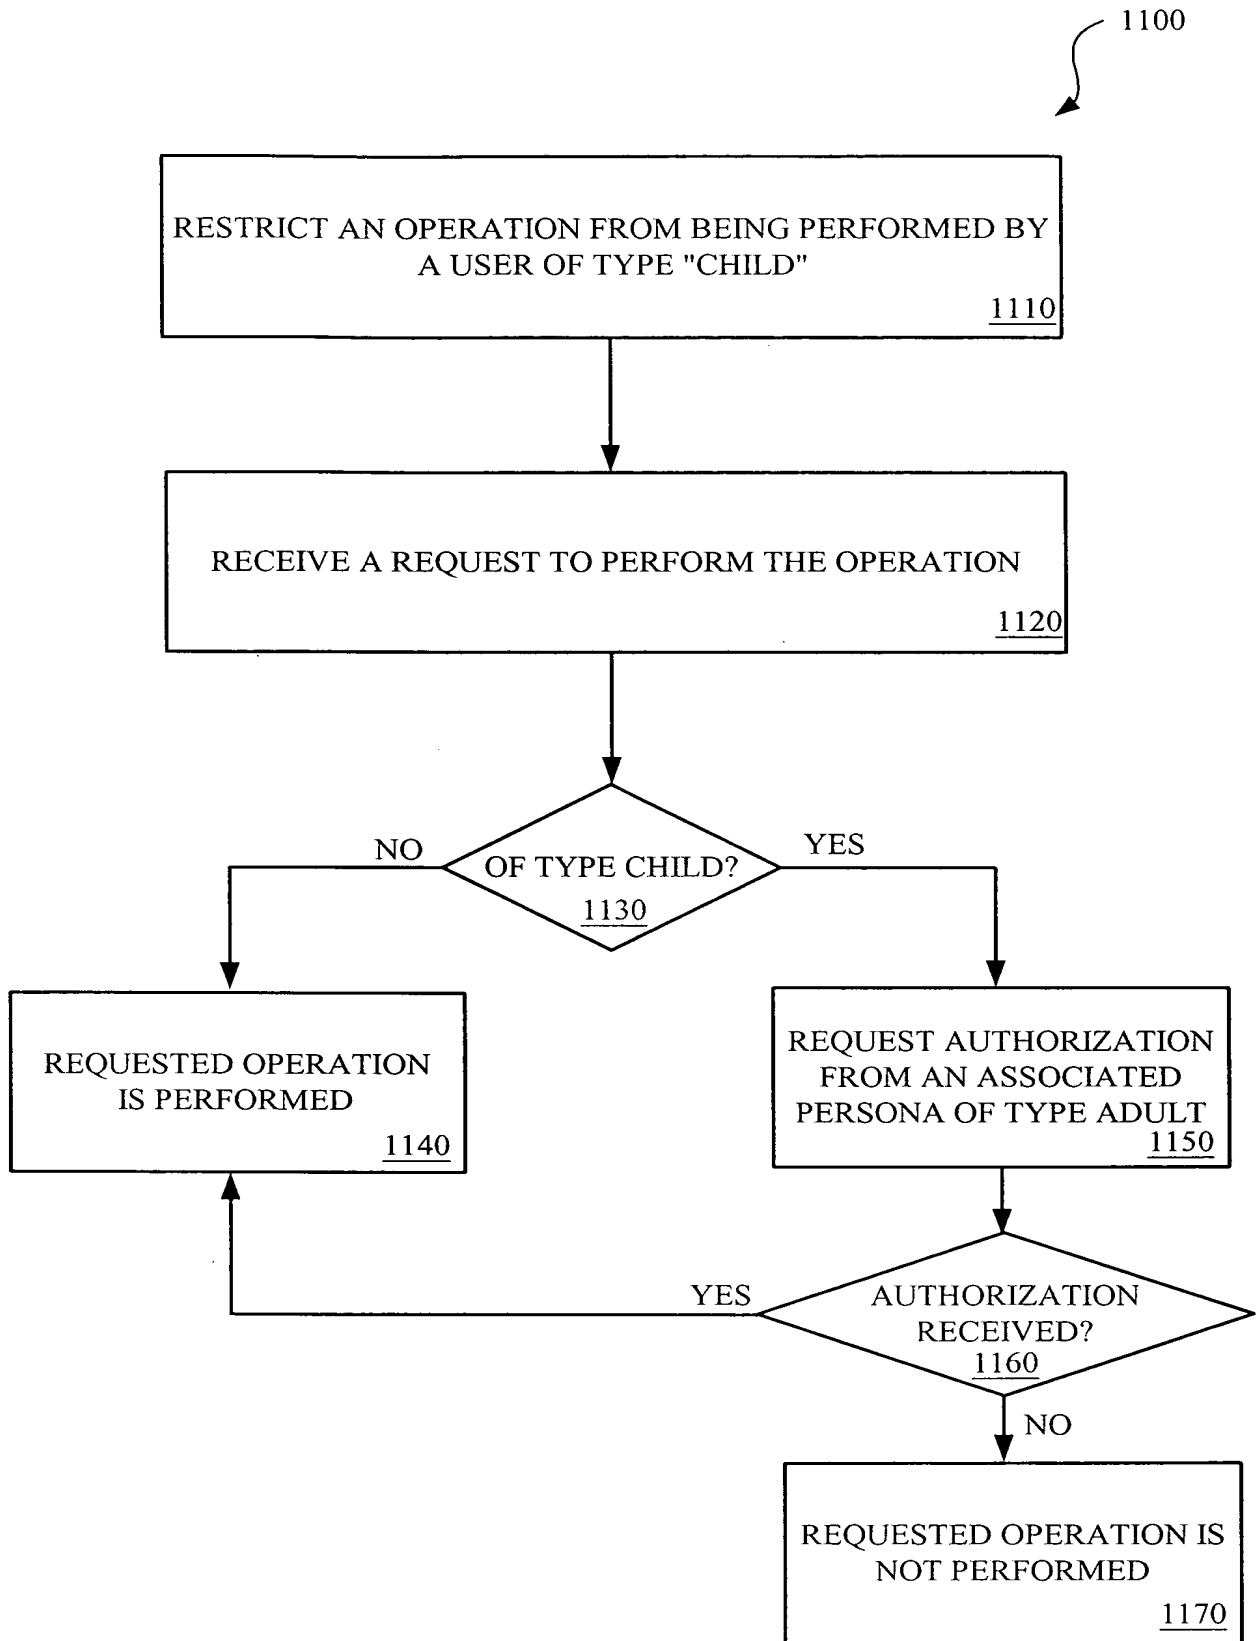 1100
RESTRICT AN OPERATION FROM BEING PERFORMED BY
A USER OF TYPE "CHILD"
1110
RECEIVE A REQUEST TO PERFORM THE OPERATION
1120
NO
YES
OF TYPE CHILD?
1130
REQUESTED OPERATION
IS PERFORMED
1140
REQUEST AUTHORIZATION
FROM AN ASSOCIATED
PERSONA OF TYPE ADULT
1150
YES
AUTHORIZATION
RECEIVED?
1160
NO
REQUESTED OPERATION IS
NOT PERFORMED
1170